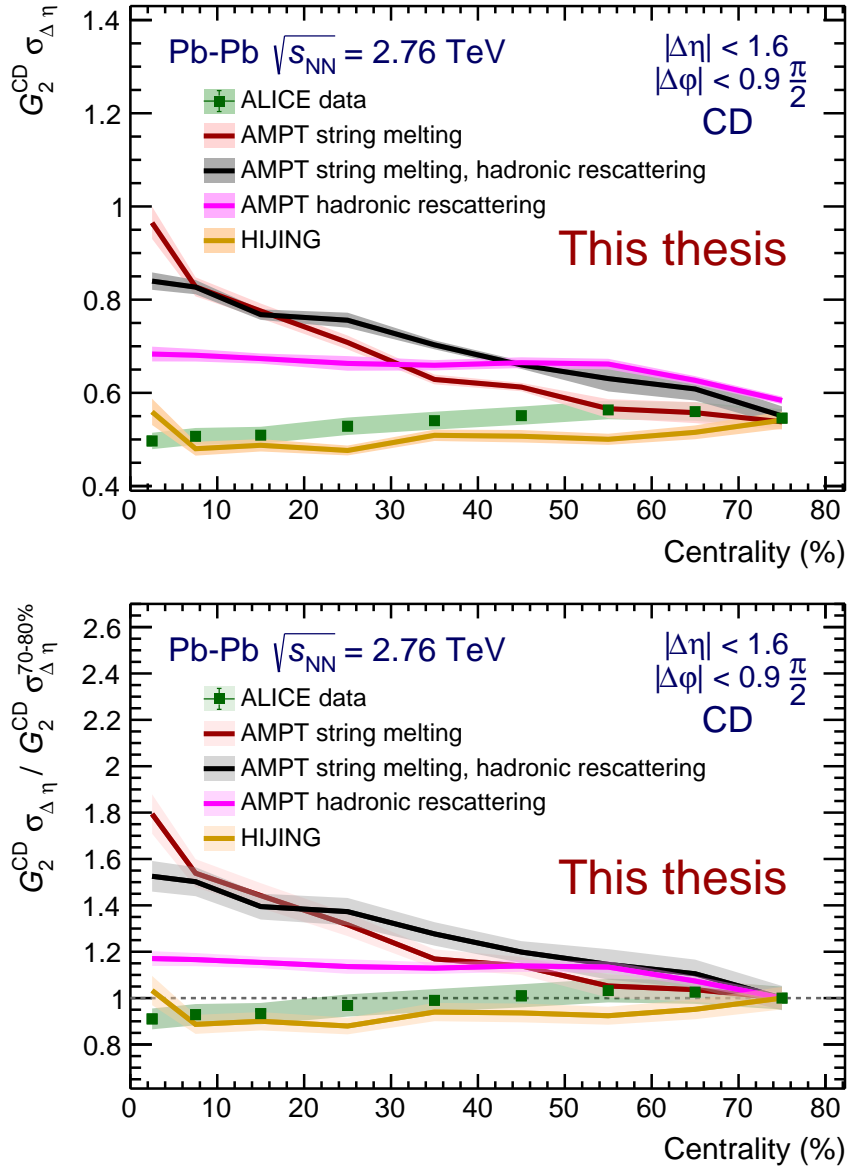 G₂^CD σ_Δη
Pb-Pb √s_NN = 2.76 TeV
|Δη| < 1.6
|Δφ| < 0.9 π/2
CD
ALICE data
AMPT string melting
AMPT string melting, hadronic rescattering
AMPT hadronic rescattering
HIJING
This thesis
1.4
1.2
1
0.8
0.6
0.4
0 10 20 30 40 50 60 70 80
Centrality (%)
G₂^CD σ_Δη / G₂^CD σ_Δη^70-80%
Pb-Pb √s_NN = 2.76 TeV
|Δη| < 1.6
|Δφ| < 0.9 π/2
CD
ALICE data
AMPT string melting
AMPT string melting, hadronic rescattering
AMPT hadronic rescattering
HIJING
This thesis
2.6
2.4
2.2
2
1.8
1.6
1.4
1.2
1
0.8
0 10 20 30 40 50 60 70 80
Centrality (%)